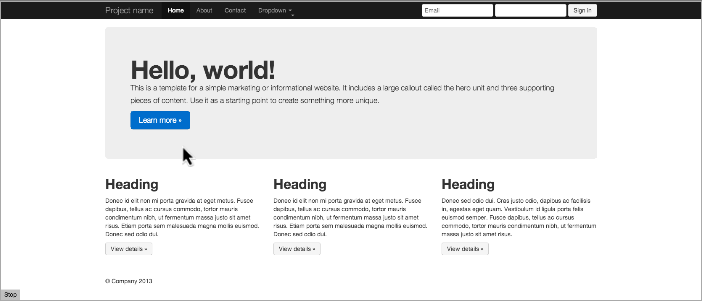 Project name Home About Contact Dropdown Email Sign in
Hello, world!
This is a template for a simple marketing or informational website. It includes a large callout called the hero unit and three supporting
pieces of content. Use it as a starting point to create something more unique.
Learn more »
Heading
Donec id elit non mi porta gravida at eget metus. Fusce
dapibus, tellus ac cursus commodo, tortor mauris
condimentum nibh, ut fermentum massa justo sit amet
risus. Etiam porta sem malesuada magna mollis euismod.
Donec sed odio dui.
View details »
Heading
Donec id elit non mi porta gravida at eget metus. Fusce
dapibus, tellus ac cursus commodo, tortor mauris
condimentum nibh, ut fermentum massa justo sit amet
risus. Etiam porta sem malesuada magna mollis euismod.
Donec sed odio dui.
View details »
Heading
Donec sed odio dui. Cras justo odio, dapibus ac facilisis
in, egestas eget quam. Vestibulum id ligula porta felis
euismod semper. Fusce dapibus, tellus ac cursus
commodo, tortor mauris condimentum nibh, ut fermentum
massa justo sit amet risus.
View details »
© Company 2013
Stop